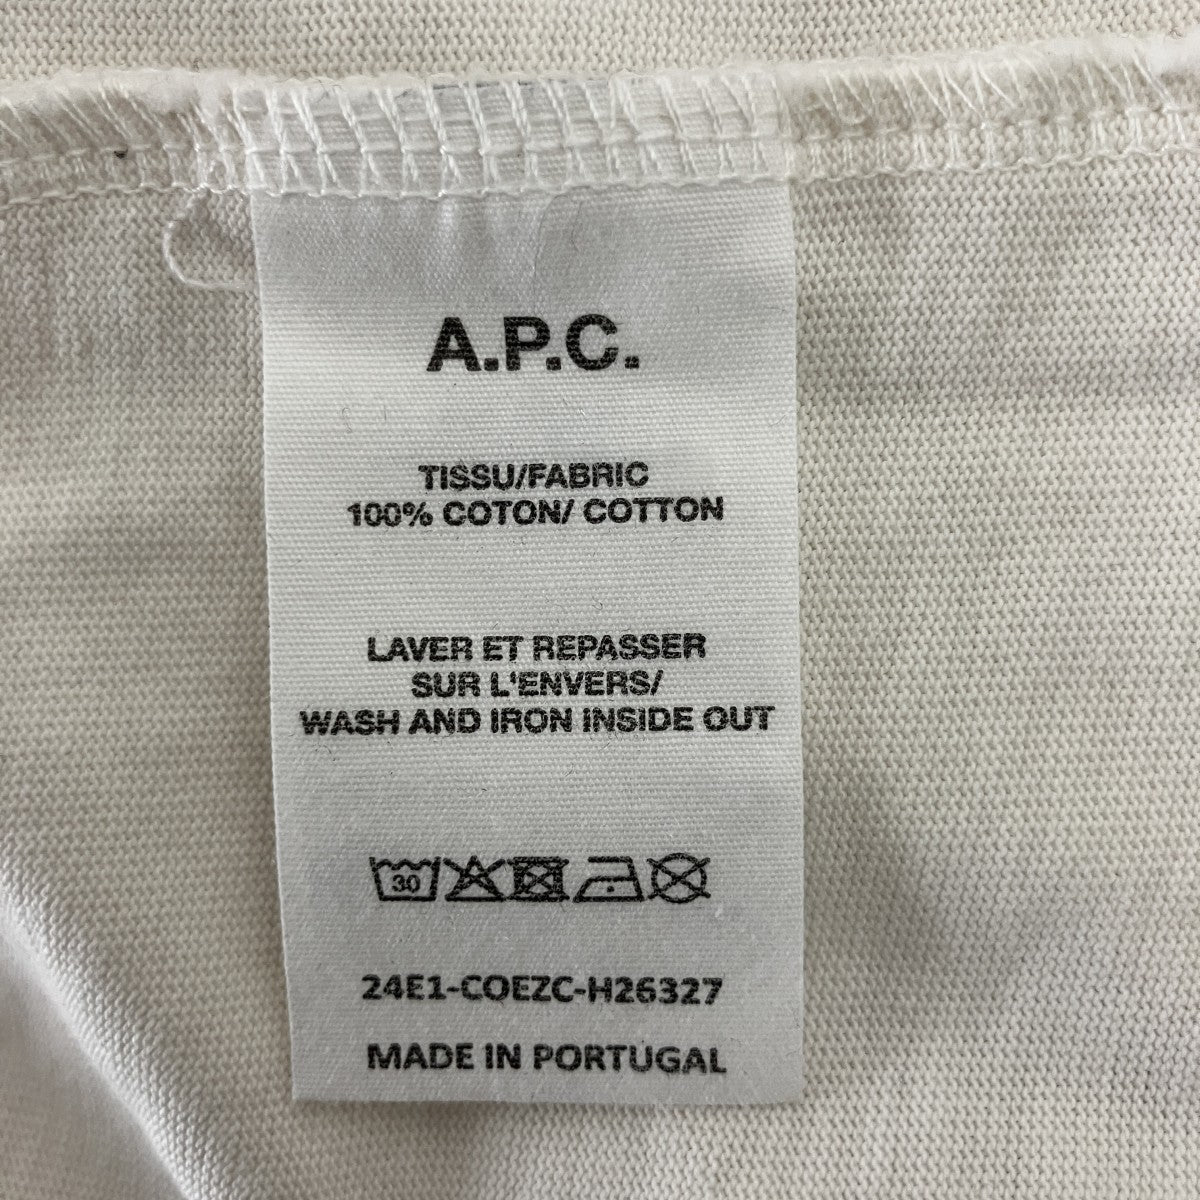 A.P.C.
TISSU/FABRIC
100% COTON/ COTTON
LAVER ET REPASSER
SUR L'ENVERS/
WASH AND IRON INSIDE OUT
30
24E1-COEZC-H26327
MADE IN PORTUGAL